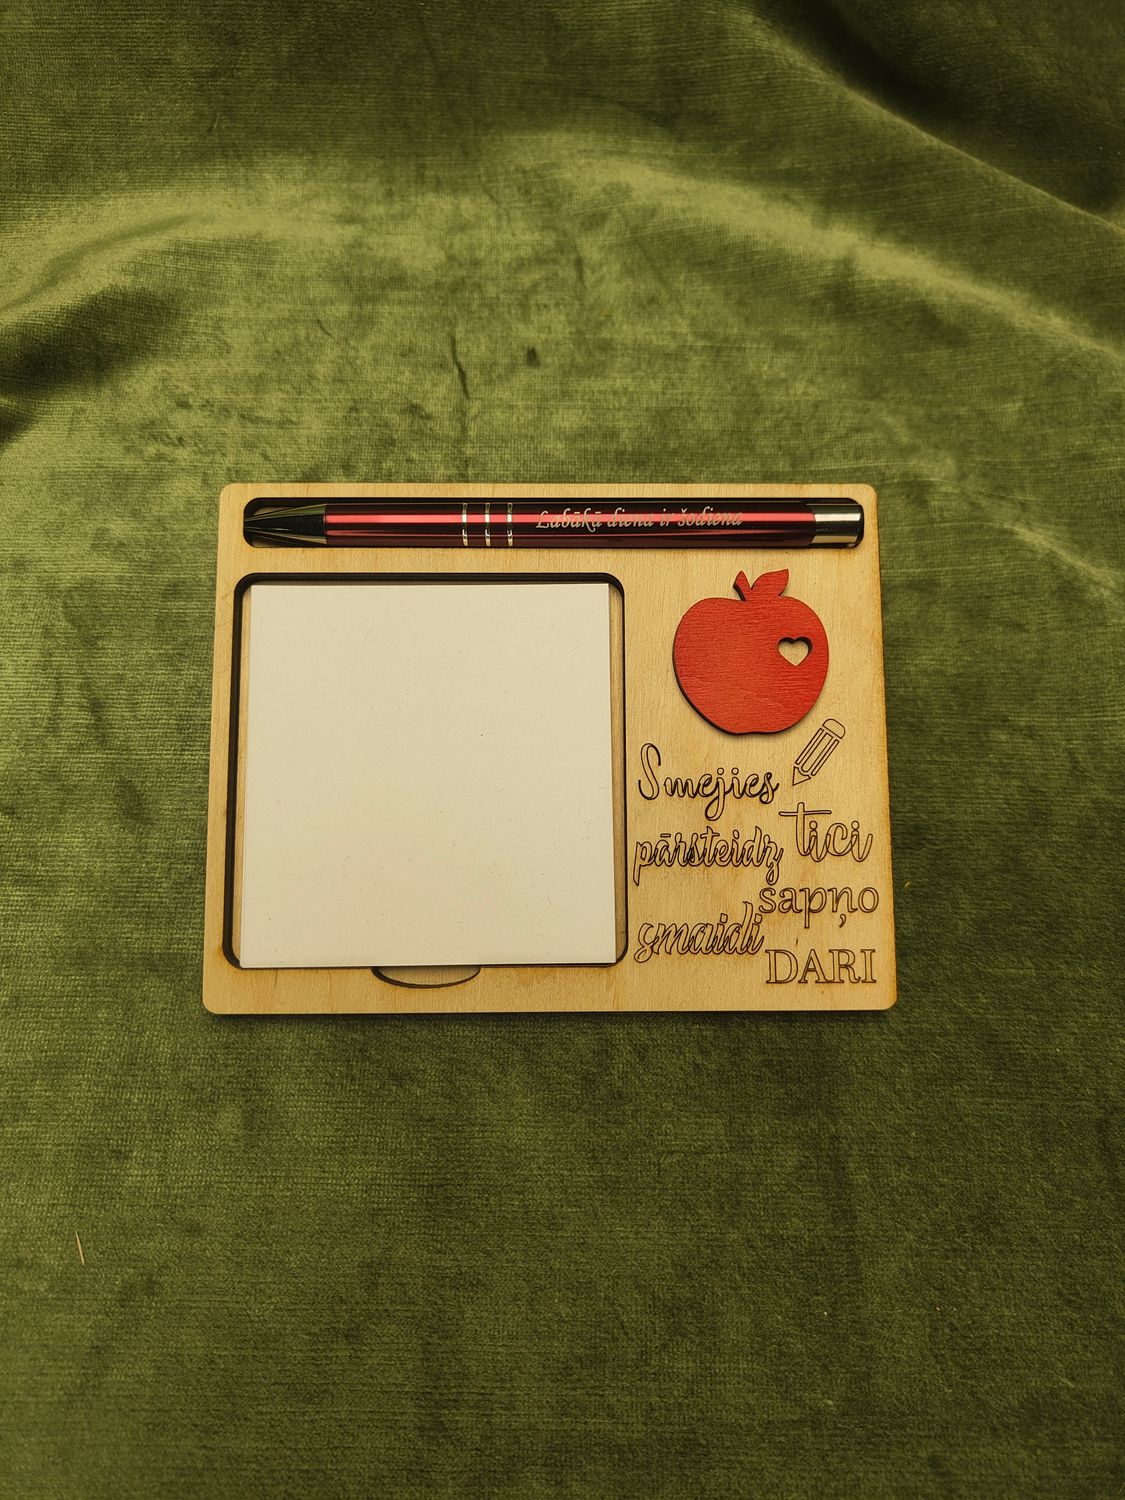 Labākā diena ir šodiena
Smejies
tici
pārsteidz
sapņo
smaidi
DARI